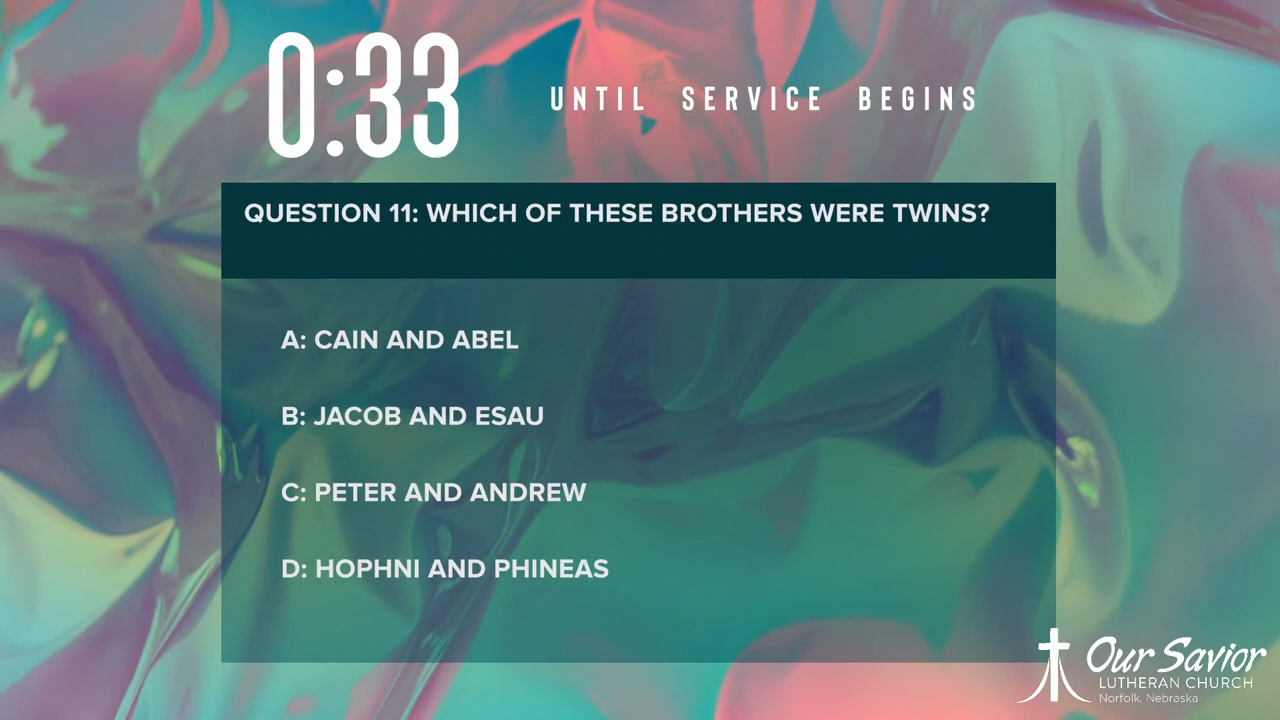 0:33
UNTIL SERVICE BEGINS
QUESTION 11: WHICH OF THESE BROTHERS WERE TWINS?
A: CAIN AND ABEL
B: JACOB AND ESAU
C: PETER AND ANDREW
D: HOPHNI AND PHINEAS
Our Savior
LUTHERAN CHURCH
Norfolk, Nebraska